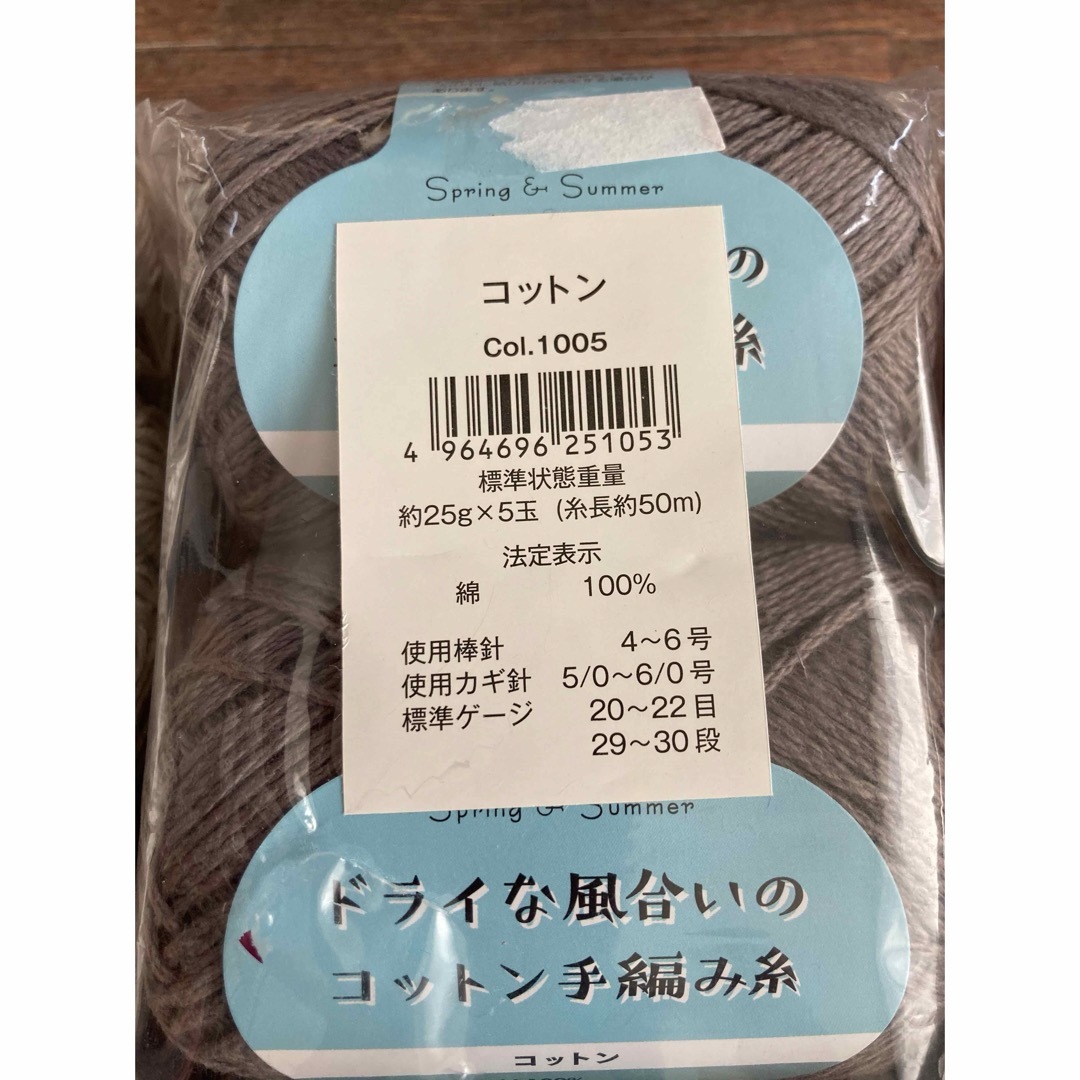 Spring & Summer
の
糸
コットン
Col.1005
4 964696 251053
標準状態重量
約25g×5玉 (糸長約50m)
法定表示
綿 100%
使用棒針 4〜6号
使用カギ針 5/0〜6/0号
標準ゲージ 20〜22目
29〜30段
Spring & Summer
ドライな風合いの
コットン手編み糸
コットン